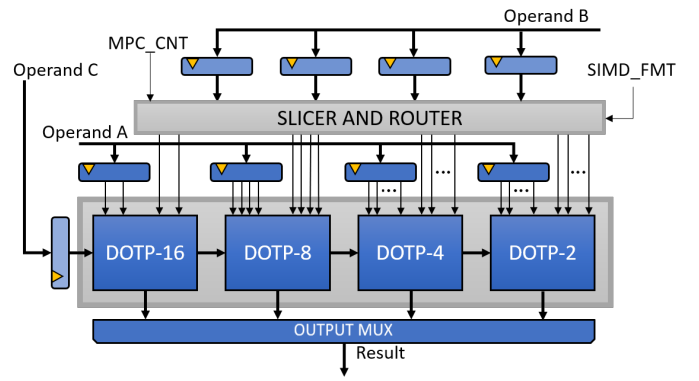 Operand B
MPC_CNT
Operand C
SIMD_FMT
SLICER AND ROUTER
Operand A
...
...
...
...
DOTP-16
DOTP-8
DOTP-4
DOTP-2
OUTPUT MUX
Result